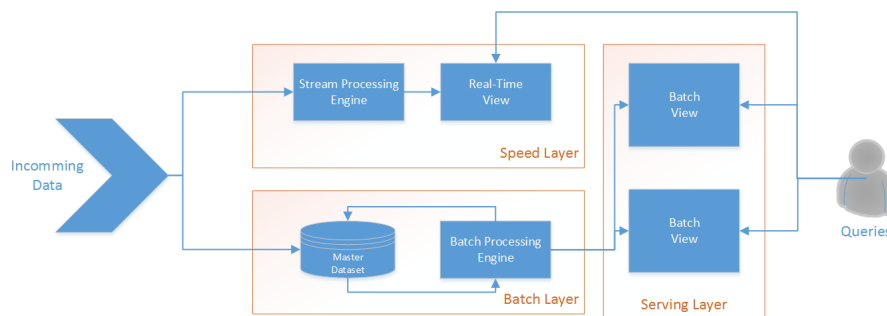 Incomming
Data
Stream Processing
Engine
Real-Time
View
Speed Layer
Master
Dataset
Batch Processing
Engine
Batch Layer
Batch
View
Batch
View
Serving Layer
Queries